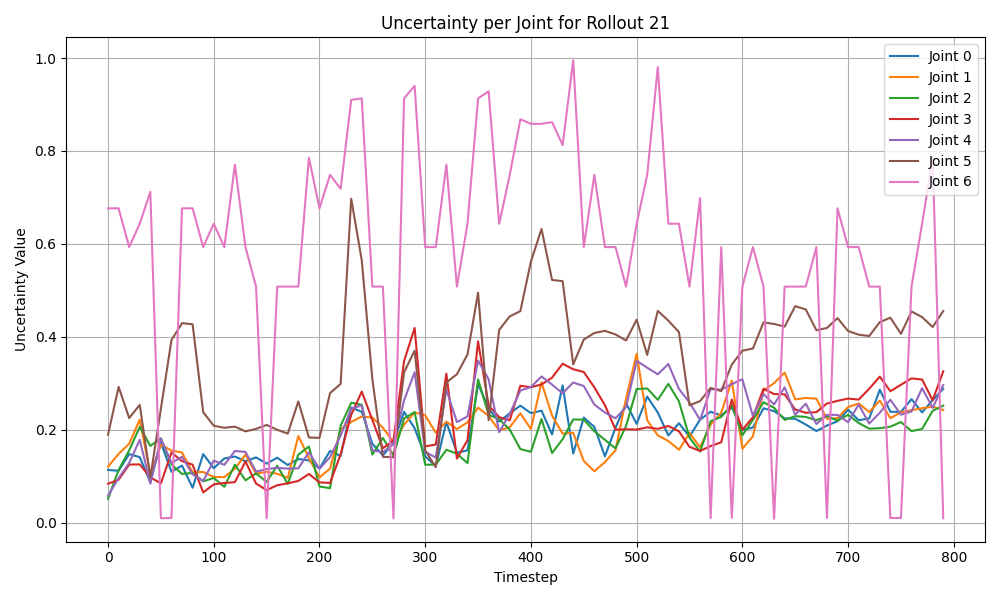 Uncertainty per Joint for Rollout 21
Uncertainty Value
1.0
0.8
0.6
0.4
0.2
0.0
Joint 0
Joint 1
Joint 2
Joint 3
Joint 4
Joint 5
Joint 6
0 100 200 300 400 500 600 700 800
Timestep